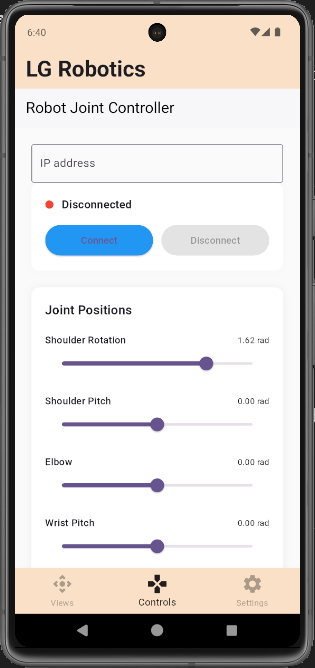 6:40
LG Robotics
Robot Joint Controller
IP address
Disconnected
Connect Disconnect
Joint Positions
Shoulder Rotation 1.62 rad
Shoulder Pitch 0.00 rad
Elbow 0.00 rad
Wrist Pitch 0.00 rad
Views Controls Settings